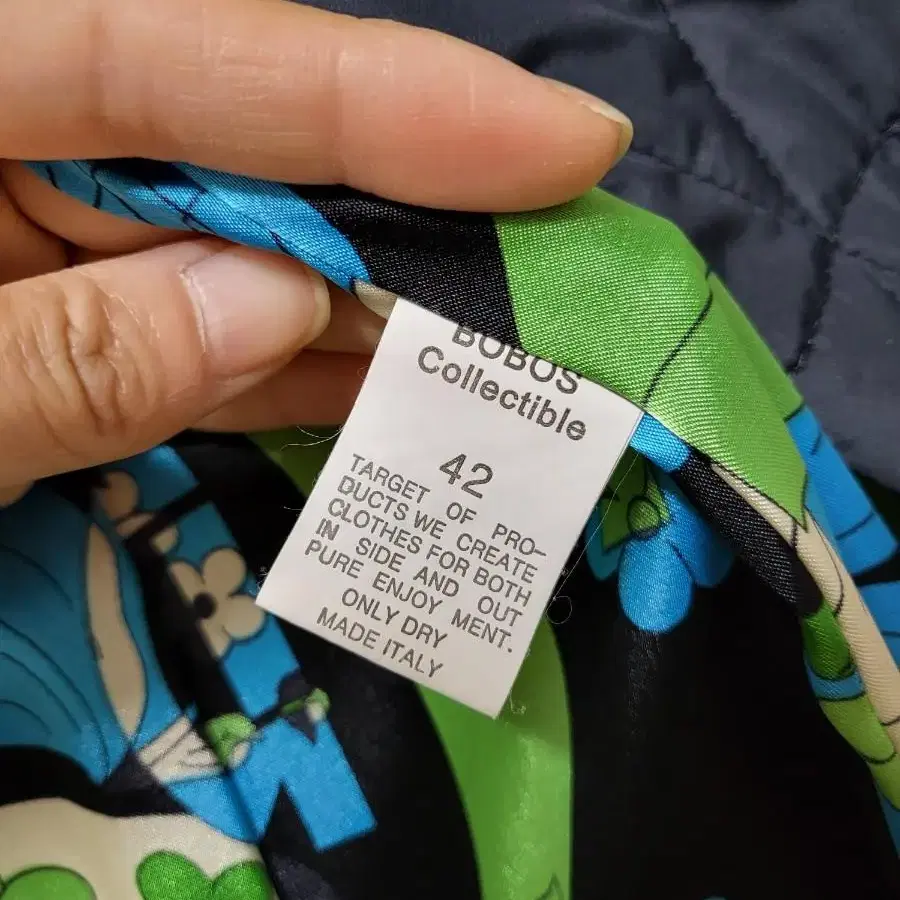 BOBOS
Collectible
42
TARGET OF PRO-
DUCTS WE CREATE
CLOTHES FOR BOTH
IN SIDE AND OUT
PURE ENJOY MENT.
ONLY DRY
MADE ITALY